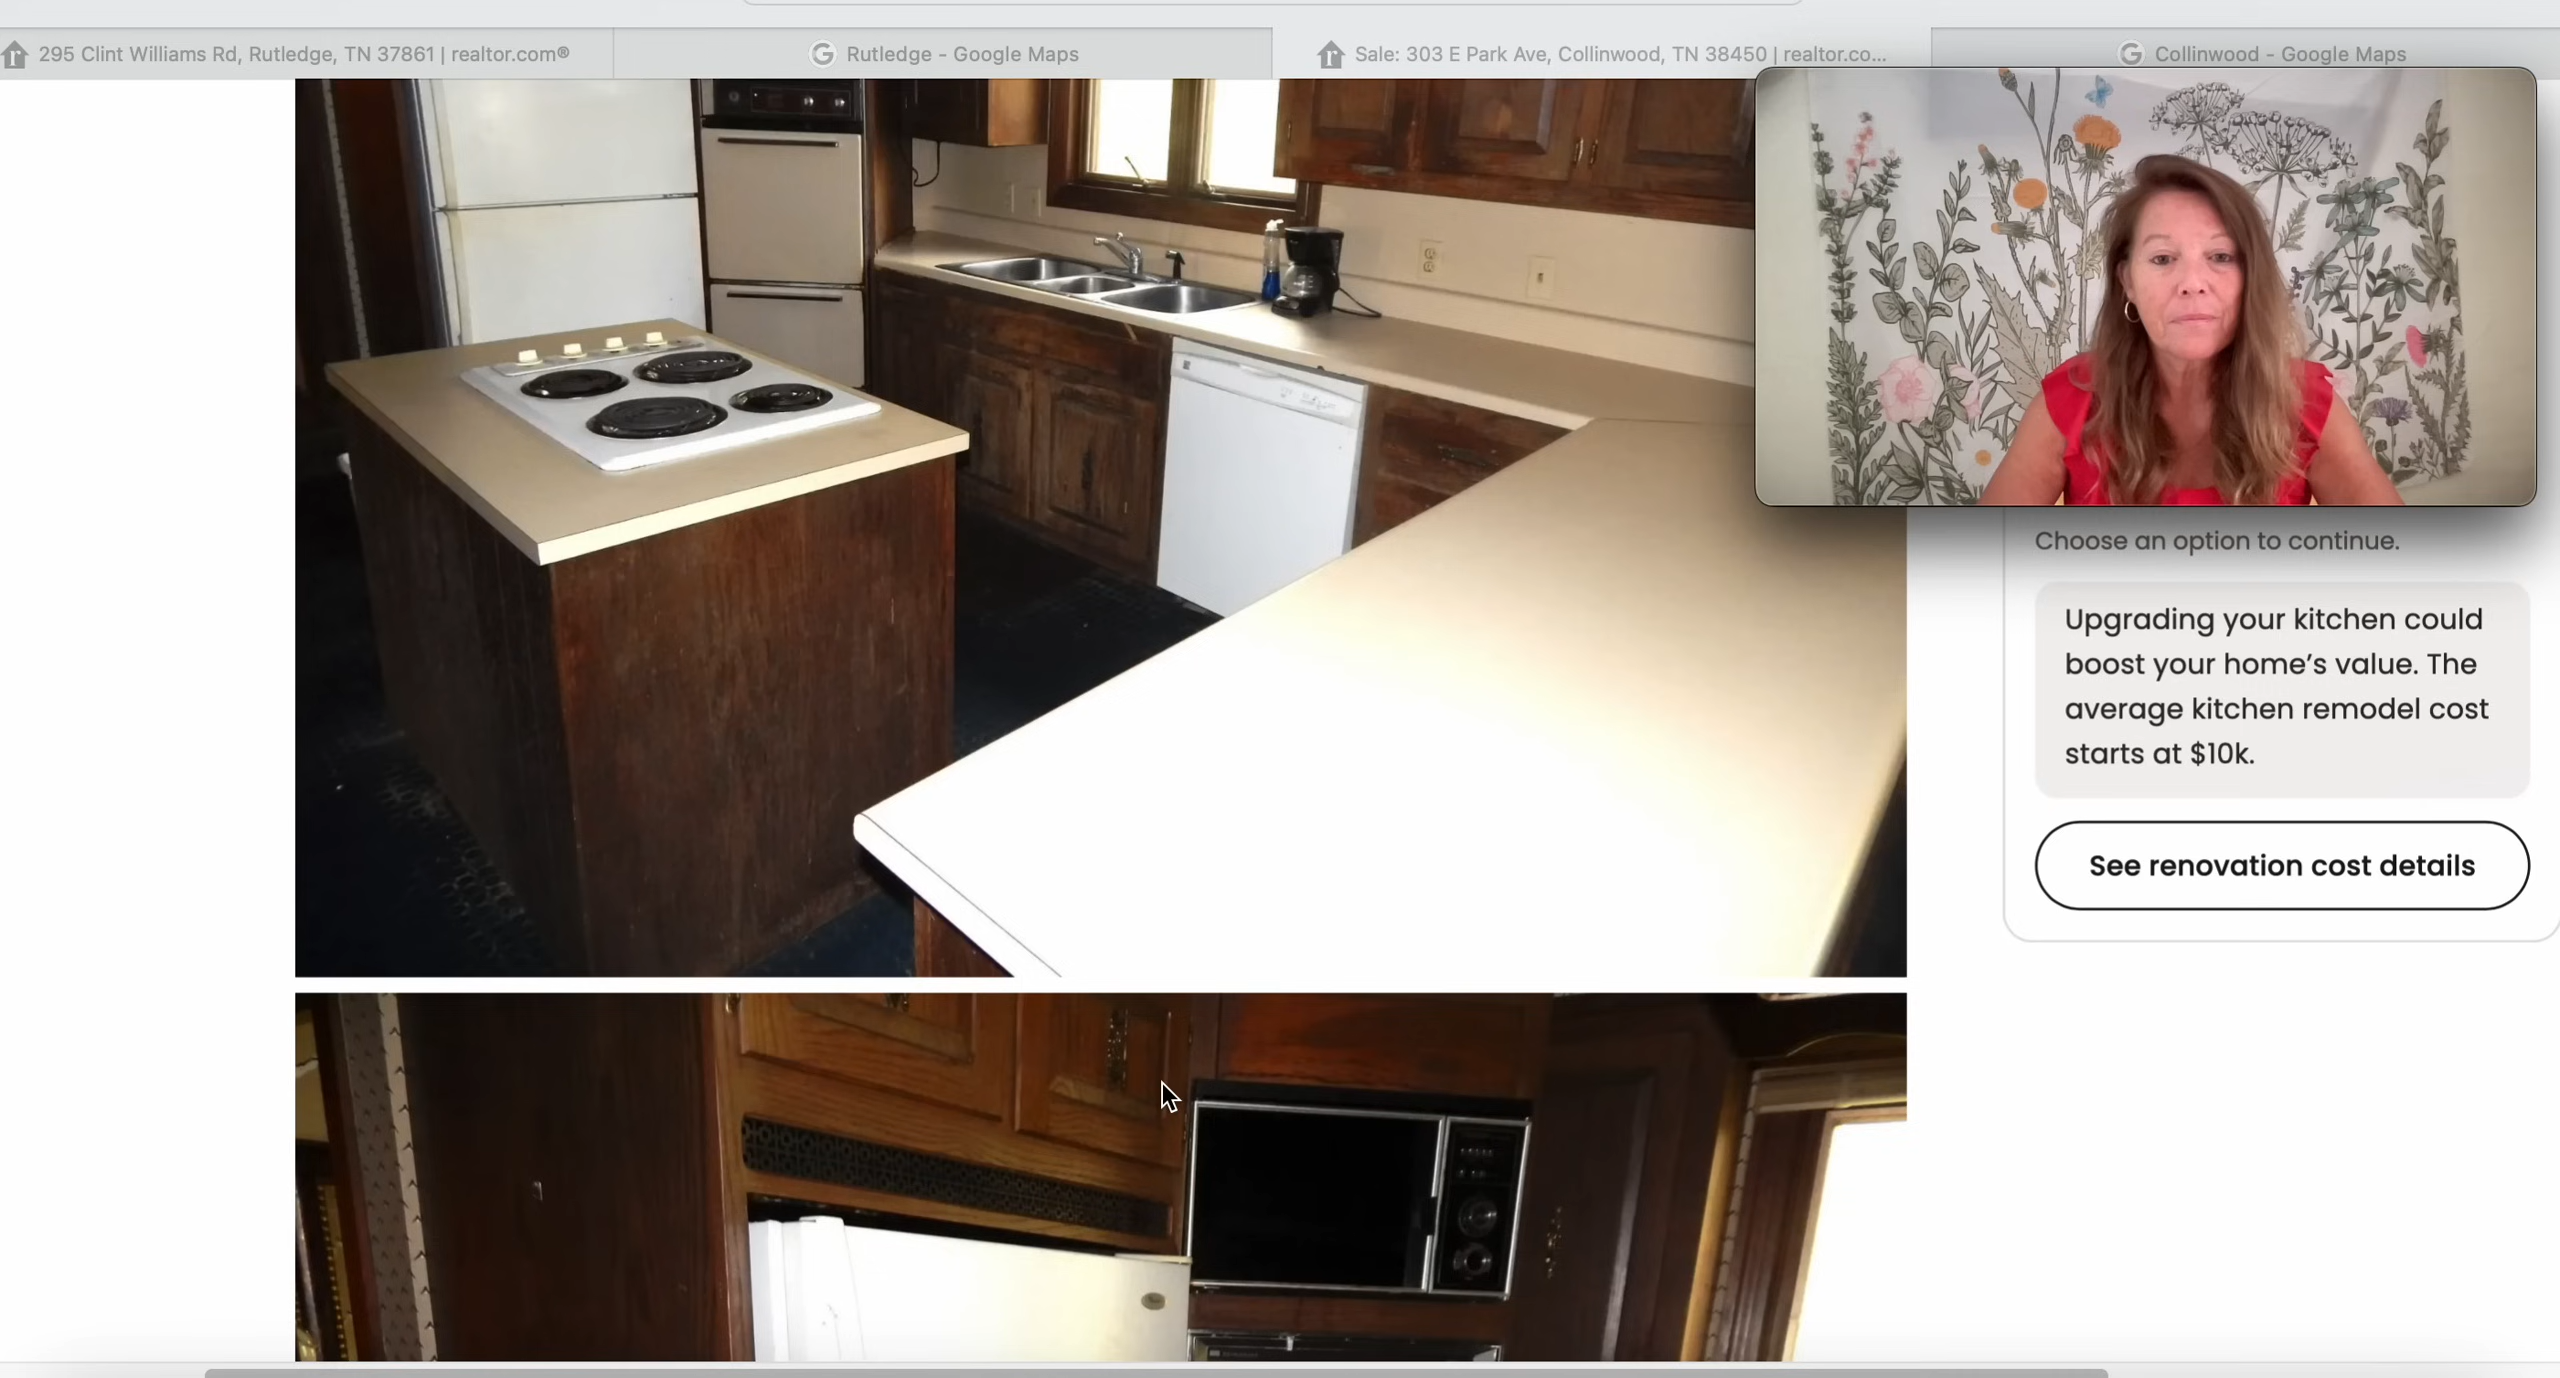 295 Clint Williams Rd, Rutledge, TN 37861 | realtor.com®
Rutledge - Google Maps
Sale: 303 E Park Ave, Collinwood, TN 38450 | realtor.co...
Collinwood - Google Maps
Choose an option to continue.
Upgrading your kitchen could
boost your home’s value. The
average kitchen remodel cost
starts at $10k.
See renovation cost details